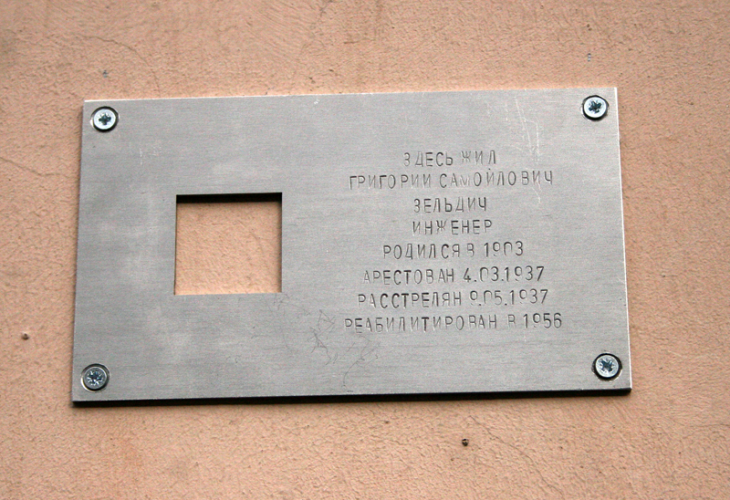 ЗДЕСЬ ЖИЛ
ГРИГОРИЙ САМОЙЛОВИЧ
ЗЕЛЬДИЧ
ИНЖЕНЕР
РОДИЛСЯ В 1903
АРЕСТОВАН 4.03.1937
РАССТРЕЛЯН 9.05.1937
РЕАБИЛИТИРОВАН В 1956